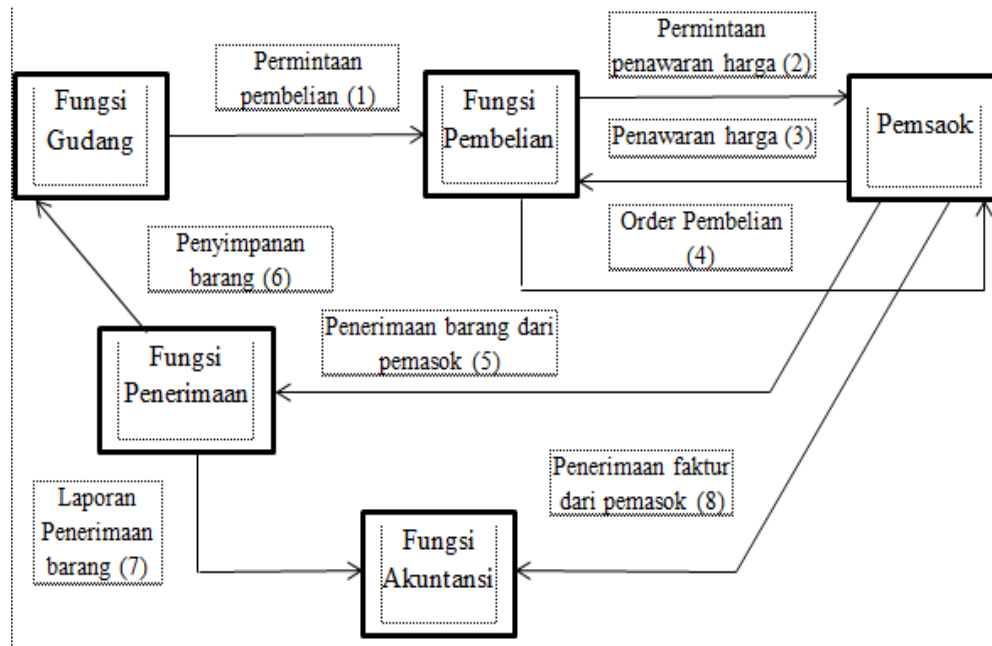 Permintaan
pembelian (1)
Permintaan
penawaran harga (2)
Fungsi
Gudang
Fungsi
Pembelian
Penawaran harga (3)
Pemsaok
Order Pembelian
(4)
Penyimpanan
barang (6)
Penerimaan barang dari
pemasok (5)
Fungsi
Penerimaan
Penerimaan faktur
dari pemasok (8)
Laporan
Penerimaan
barang (7)
Fungsi
Akuntansi